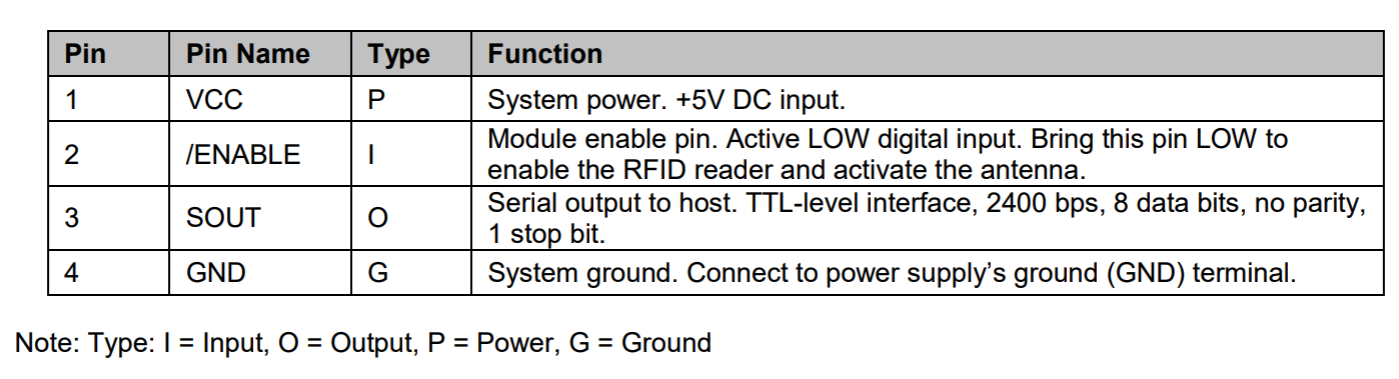 Pin Pin Name Type Function
1 VCC P System power. +5V DC input.
2 /ENABLE I Module enable pin. Active LOW digital input. Bring this pin LOW to
enable the RFID reader and activate the antenna.
3 SOUT O Serial output to host. TTL-level interface, 2400 bps, 8 data bits, no parity,
1 stop bit.
4 GND G System ground. Connect to power supply’s ground (GND) terminal.
Note: Type: I = Input, O = Output, P = Power, G = Ground